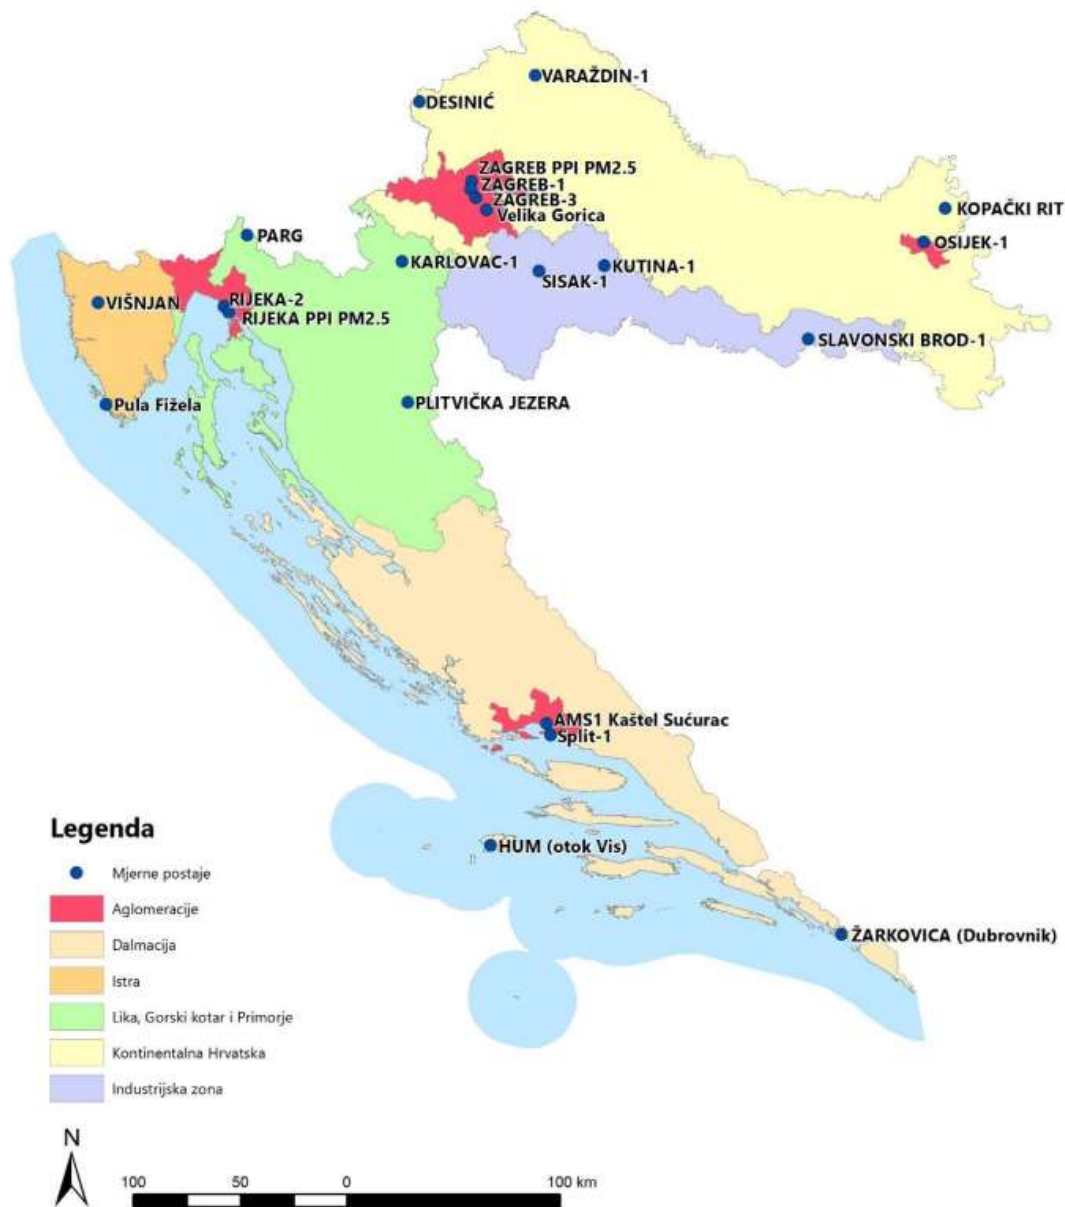 VARAŽDIN-1
DESINIĆ
ZAGREB PPI PM2.5
ZAGREB-1
ZAGREB-3
Velika Gorica
KOPAČKI RIT
OSIJEK-1
PARG
KARLOVAC-1
KUTINA-1
SISAK-1
VIŠNJAN
RIJEKA-2
RIJEKA PPI PM2.5
SLAVONSKI BROD-1
Pula Fižela
PLITVIČKA JEZERA
AMS1 Kaštel Sućurac
Split-1
HUM (otok Vis)
ŽARKOVICA (Dubrovnik)
Legenda
Mjerne postaje
Aglomeracije
Dalmacija
Istra
Lika, Gorski kotar i Primorje
Kontinentalna Hrvatska
Industrijska zona
N
100 50 0 100 km